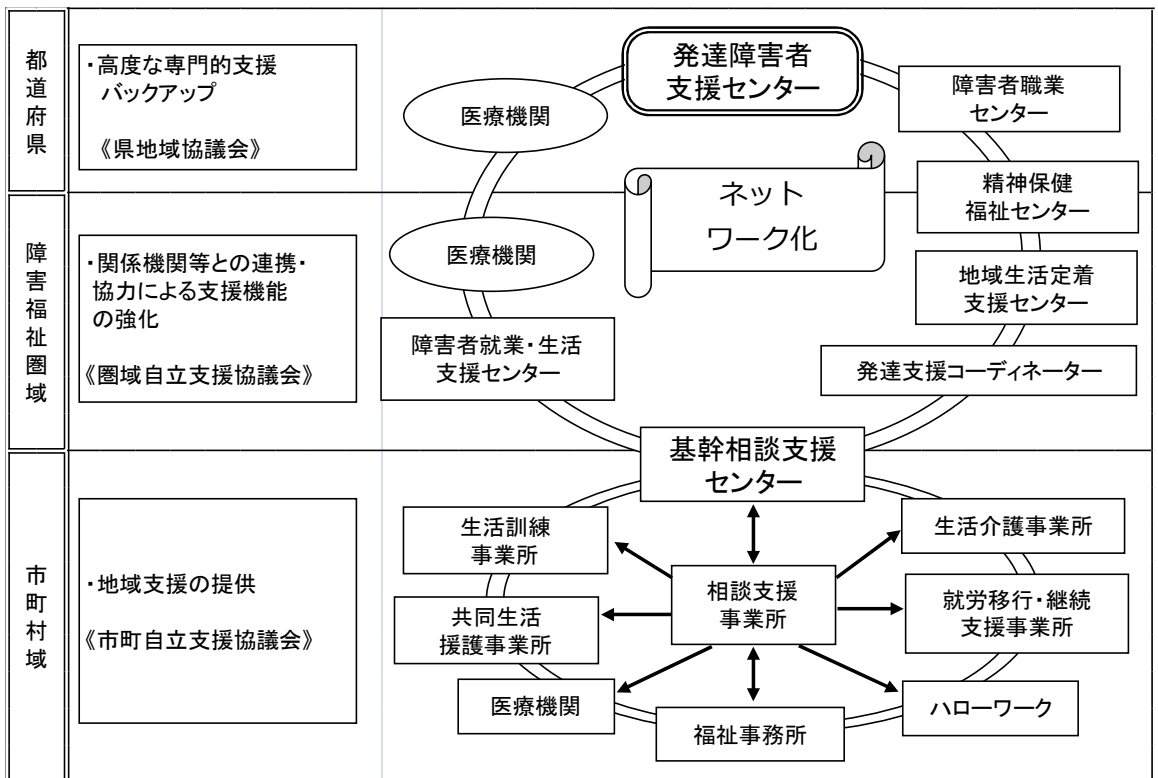 都道府県
・高度な専門的支援
バックアップ
《県地域協議会》
発達障害者
支援センター
医療機関
障害者職業
センター
ネット
ワーク化
精神保健
福祉センター
障害福祉圏域
・関係機関等との連携・
協力による支援機能
の強化
《圏域自立支援協議会》
医療機関
地域生活定着
支援センター
障害者就業・生活
支援センター
発達支援コーディネーター
基幹相談支援
センター
市町村域
・地域支援の提供
《市町自立支援協議会》
生活訓練
事業所
生活介護事業所
相談支援
事業所
共同生活
援護事業所
就労移行・継続
支援事業所
医療機関
福祉事務所
ハローワーク